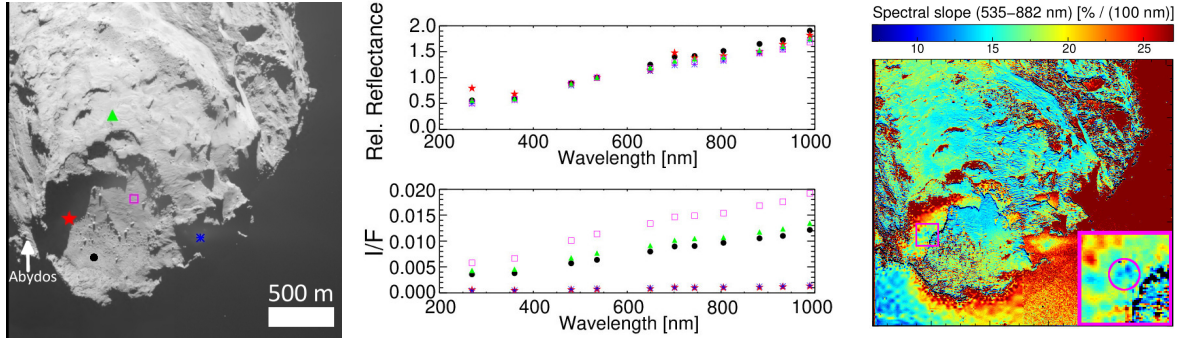 Abydos
500 m
Rel. Reflectance
2.0
1.5
1.0
0.5
0.0
200 400 600 800 1000
Wavelength [nm]
I/F
0.020
0.015
0.010
0.005
0.000
200 400 600 800 1000
Wavelength [nm]
Spectral slope (535−882 nm) [% / (100 nm)]
10 15 20 25